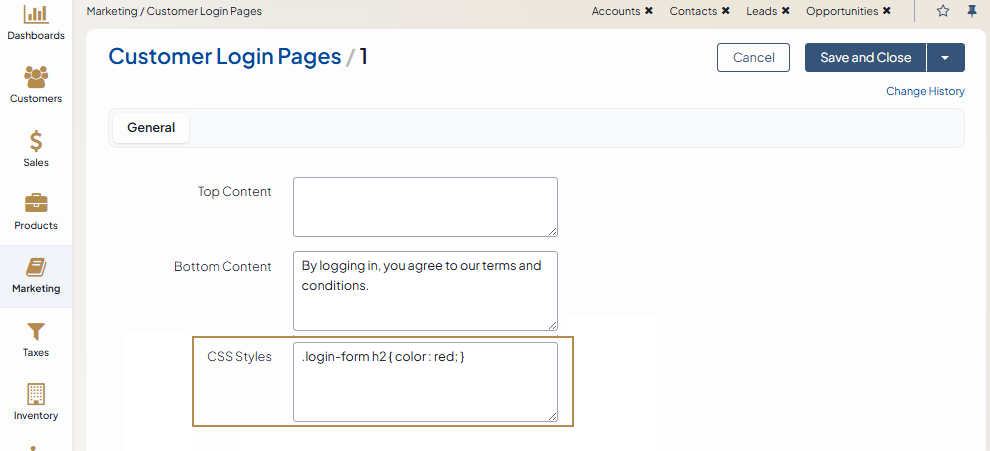 Marketing / Customer Login Pages
Accounts ✖ Contacts ✖ Leads ✖ Opportunities ✖
Dashboards
Customers
Sales
Products
Marketing
Taxes
Inventory
Customer Login Pages / 1
Cancel
Save and Close
Change History
General
Top Content
Bottom Content
By logging in, you agree to our terms and
conditions.
CSS Styles
.login-form h2 { color : red; }